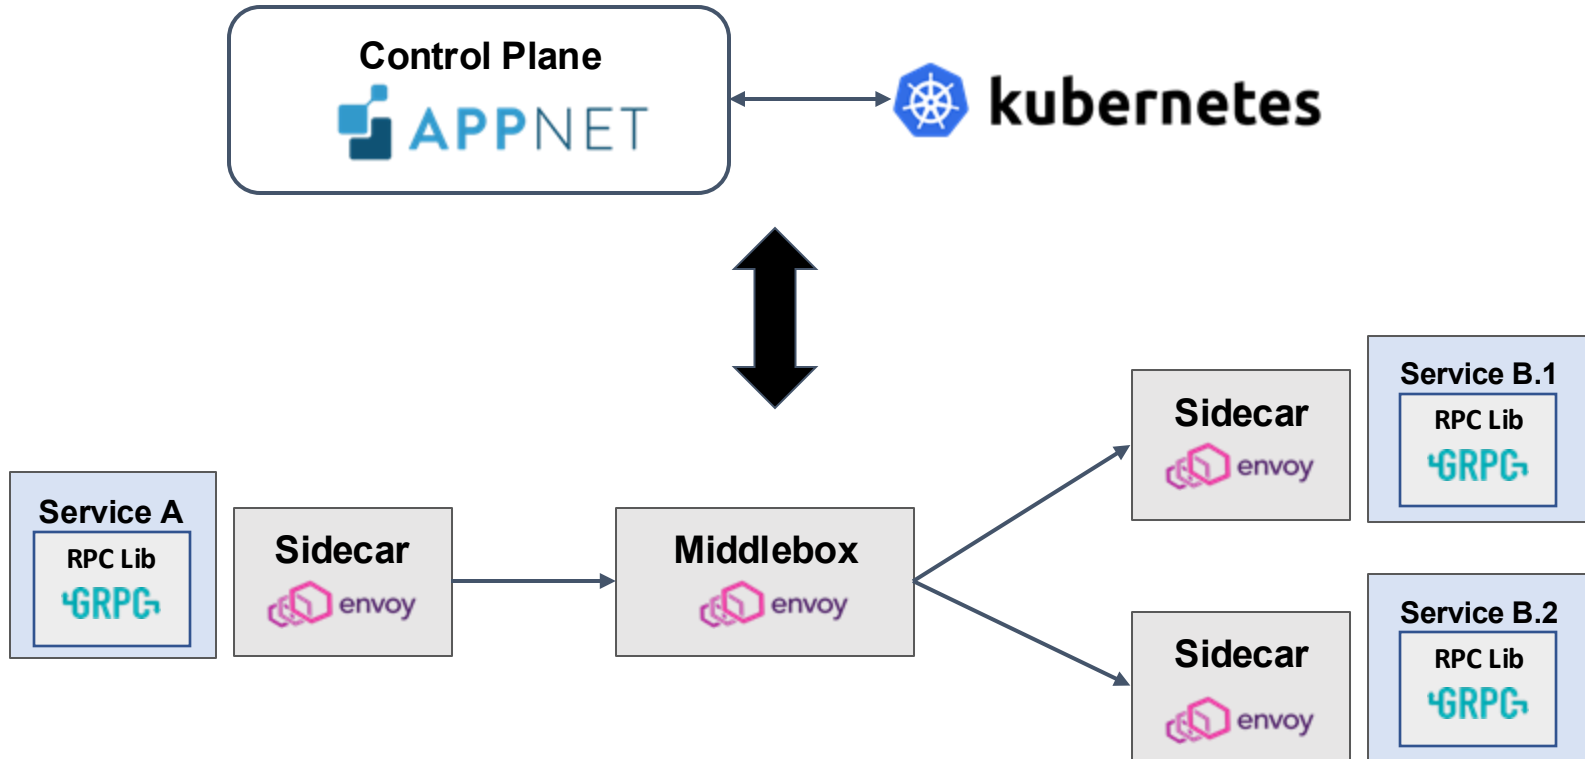 Control Plane
APPNET
kubernetes
Service B.1
RPC Lib
GRPC
Sidecar
envoy
Service A
RPC Lib
GRPC
Sidecar
envoy
Middlebox
envoy
Service B.2
RPC Lib
GRPC
Sidecar
envoy